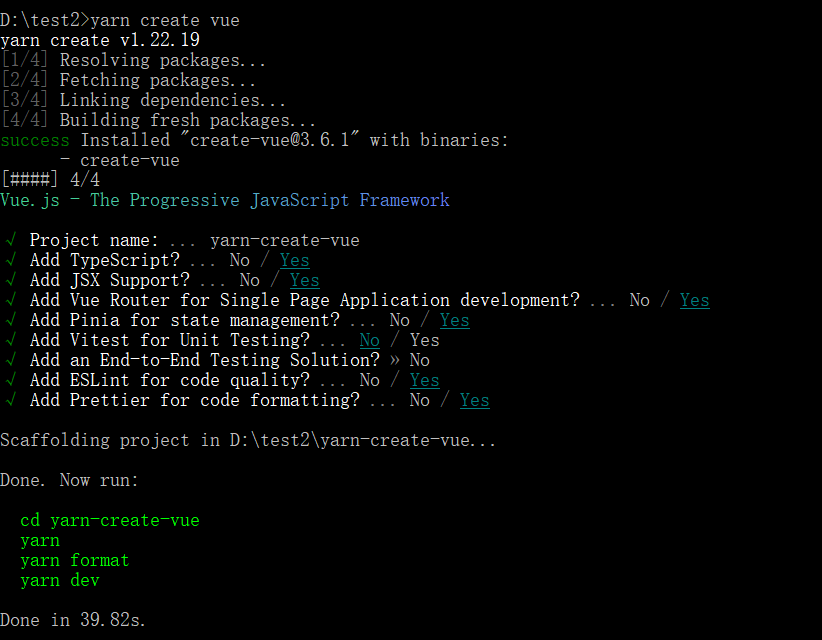 D:\test2>yarn create vue
yarn create v1.22.19
[1/4] Resolving packages...
[2/4] Fetching packages...
[3/4] Linking dependencies...
[4/4] Building fresh packages...
success Installed "create-vue@3.6.1" with binaries:
      - create-vue
[####] 4/4
Vue.js - The Progressive JavaScript Framework
√ Project name: ... yarn-create-vue
√ Add TypeScript? ... No / Yes
√ Add JSX Support? ... No / Yes
√ Add Vue Router for Single Page Application development? ... No / Yes
√ Add Pinia for state management? ... No / Yes
√ Add Vitest for Unit Testing? ... No / Yes
√ Add an End-to-End Testing Solution? » No
√ Add ESLint for code quality? ... No / Yes
√ Add Prettier for code formatting? ... No / Yes
Scaffolding project in D:\test2\yarn-create-vue...
Done. Now run:
  cd yarn-create-vue
  yarn
  yarn format
  yarn dev
Done in 39.82s.